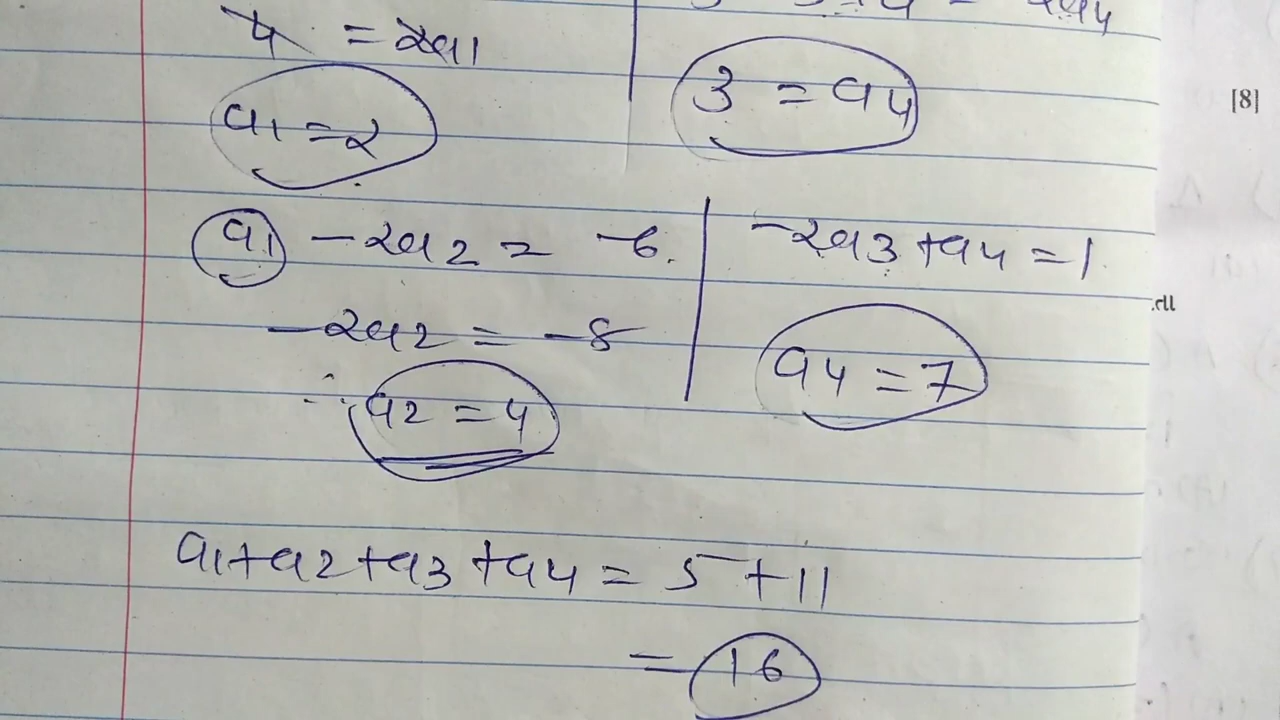 4 = 2a1
a1 = 2
3 = a4
[8]
a1 - 2a2 = -6.
-2a2 = -8
∴ a2 = 4
-2a3 + a4 = 1
a4 = 7
.dll
a1 + a2 + a3 + a4 = 5 + 11
= 16